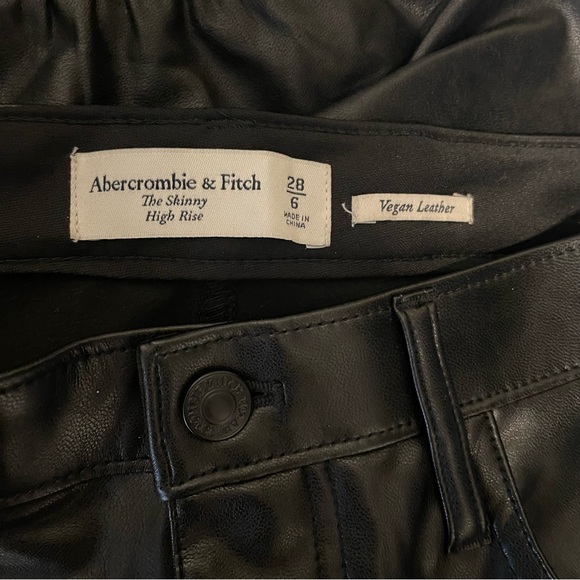 Abercrombie & Fitch
The Skinny
High Rise
28
6
MADE IN
CHINA
Vegan Leather